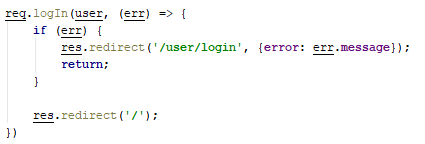 req.logIn(user, (err) => {
    if (err) {
        res.redirect('/user/login', {error: err.message});
        return;
    }

    res.redirect('/');
})